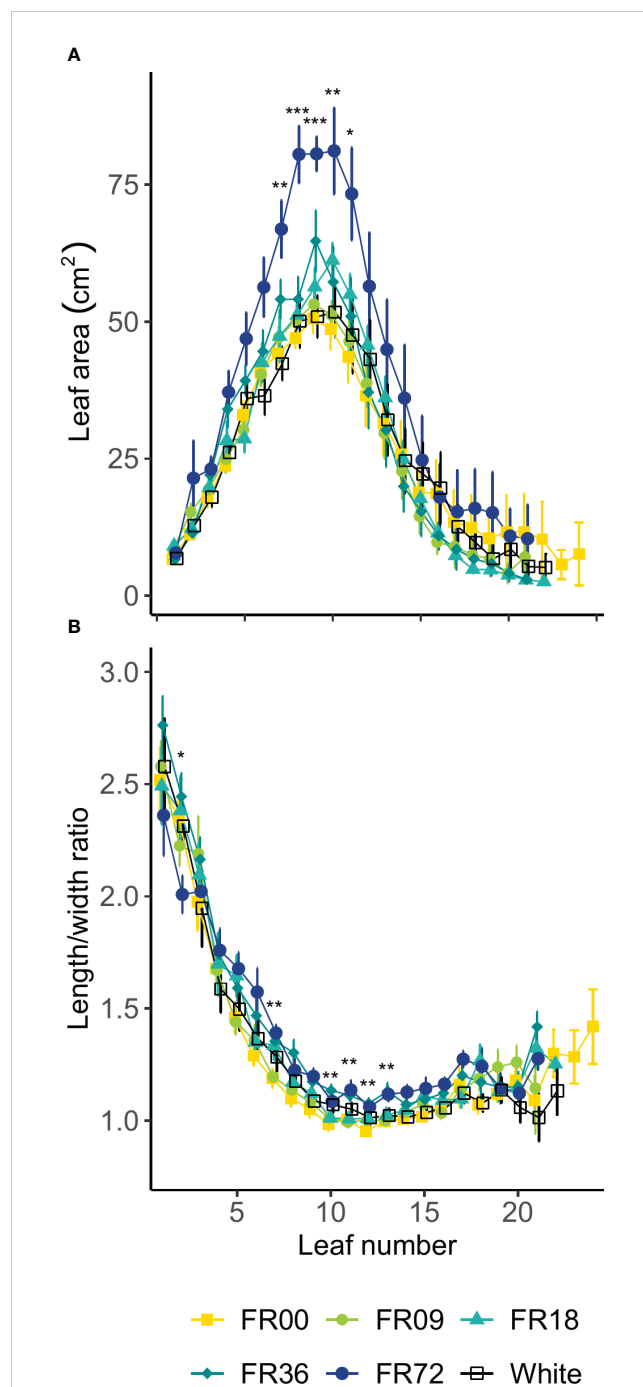 A
***
**
***
*
**
75
50
25
0
Leaf area (cm²)
B
3.0
2.5
2.0
1.5
1.0
*
**
** ** ** **
Length/width ratio
5 10 15 20
Leaf number
FR00 FR09 FR18
FR36 FR72 White